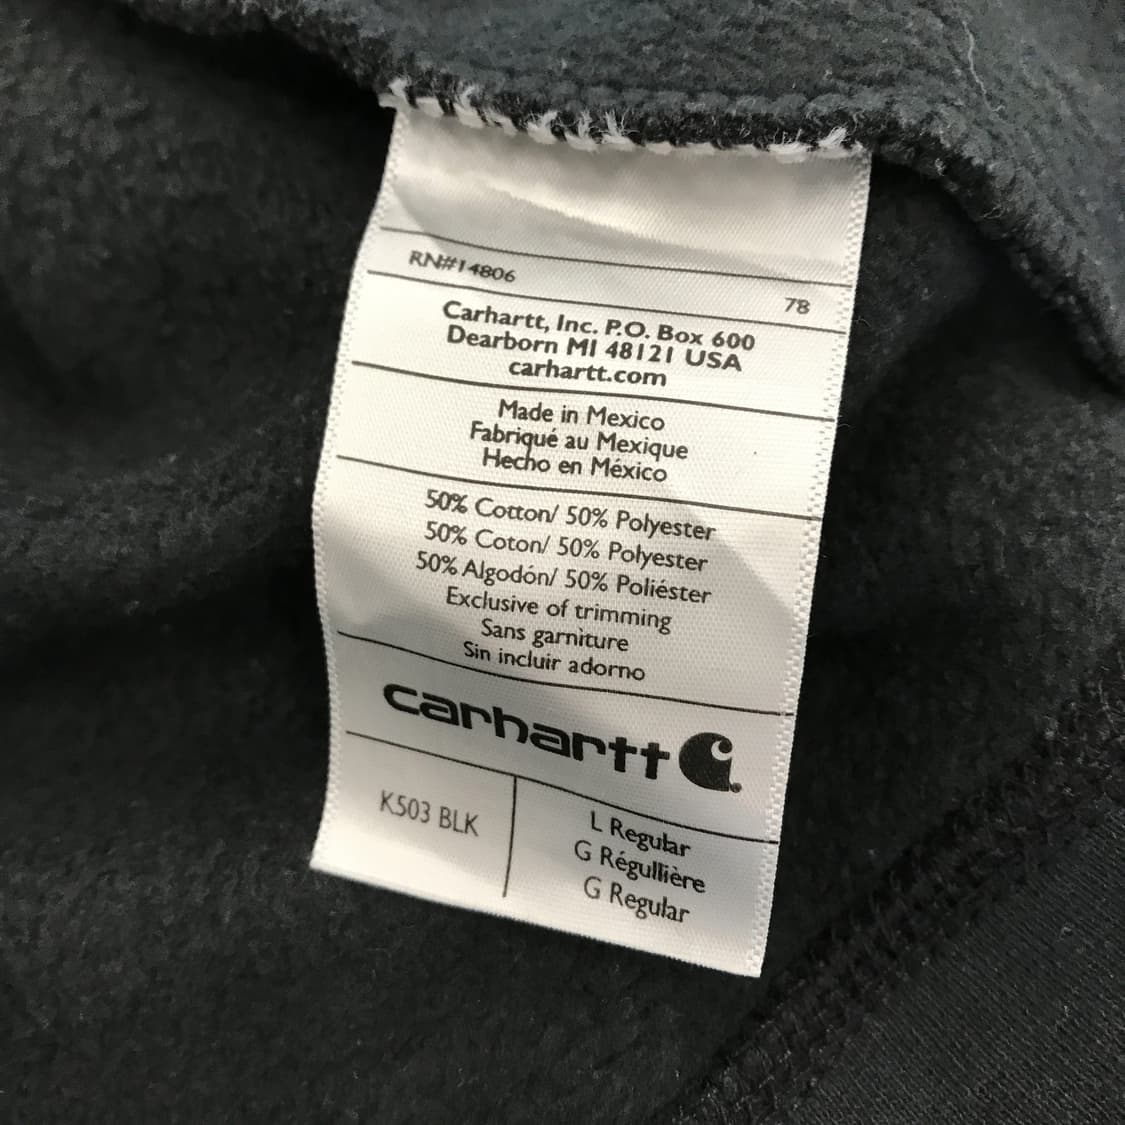 RN#14806
78
Carhartt, Inc. P.O. Box 600
Dearborn MI 48121 USA
carhartt.com
Made in Mexico
Fabriqué au Mexique
Hecho en México
50% Cotton/ 50% Polyester
50% Coton/ 50% Polyester
50% Algodón/ 50% Poliéster
Exclusive of trimming
Sans garniture
Sin incluir adorno
carhartt
K503 BLK
L Regular
G Régullière
G Regular